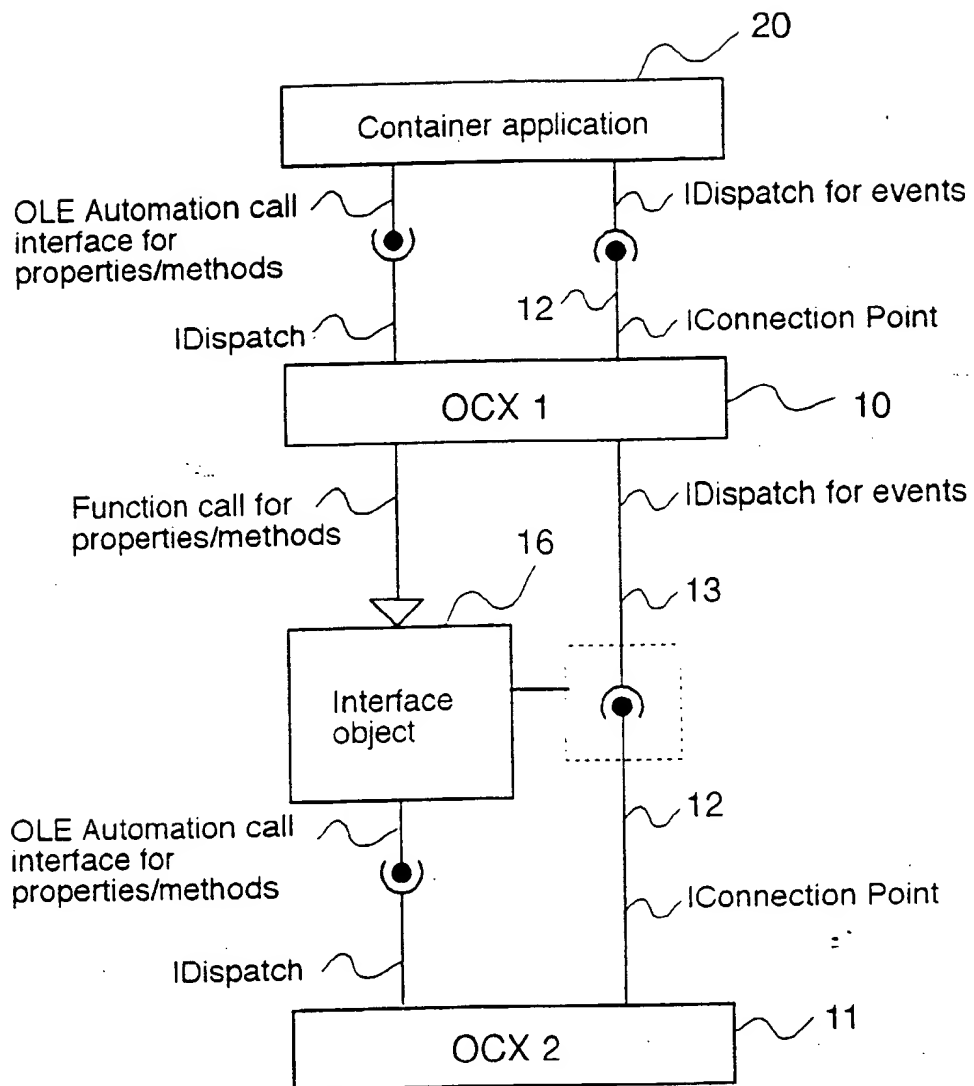 20
Container application
OLE Automation call
interface for
properties/methods
IDispatch for events
12
IDispatch
IConnection Point
OCX 1
10
Function call for
properties/methods
IDispatch for events
16
13
Interface
object
12
OLE Automation call
interface for
properties/methods
IConnection Point
IDispatch
OCX 2
11